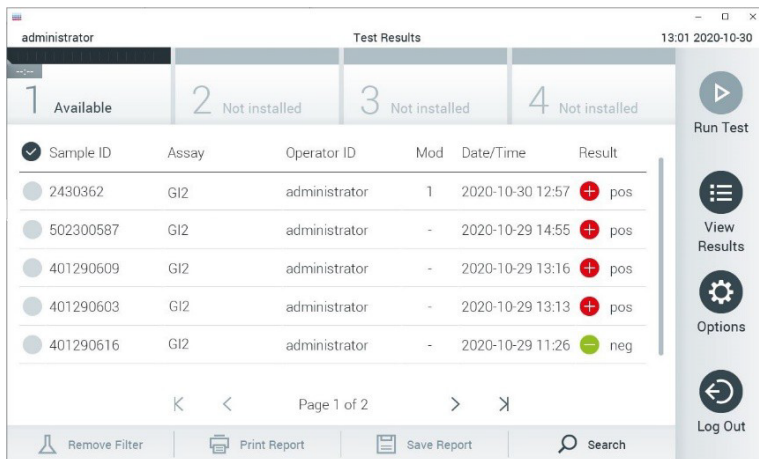 administrator Test Results 13:01 2020-10-30
--:--
1 Available 2 Not installed 3 Not installed 4 Not installed
Run Test
Sample ID Assay Operator ID Mod Date/Time Result
2430362 GI2 administrator 1 2020-10-30 12:57 pos
502300587 GI2 administrator - 2020-10-29 14:55 pos
View
Results
401290609 GI2 administrator - 2020-10-29 13:16 pos
401290603 GI2 administrator - 2020-10-29 13:13 pos
Options
401290616 GI2 administrator - 2020-10-29 11:26 neg
Page 1 of 2
Log Out
Remove Filter Print Report Save Report Search